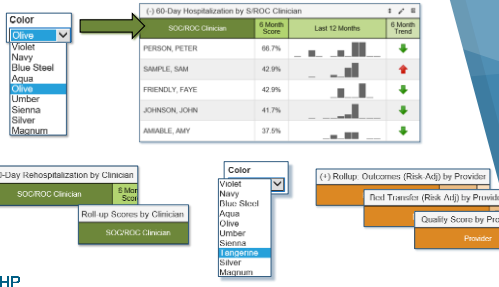 Color
Olive
Violet
Navy
Blue Steel
Aqua
Olive
Umber
Sienna
Silver
Magnum
(-) 60-Day Hospitalization by S/ROC Clinician
SOC/ROC Clinician
6 Month Score
Last 12 Months
6 Month Trend
PERSON, PETER
66.7%
SAMPLE, SAM
42.9%
FRIENDLY, FAYE
42.9%
JOHNSON, JOHN
41.7%
AMIABLE, AMY
37.5%
0-Day Rehospitalization by Clinician
SOC/ROC Clinician
6 Mon
Scor
Roll-up Scores by Clinician
SOC/ROC Clinician
Color
Violet
Navy
Blue Steel
Aqua
Olive
Umber
Sienna
Tangerine
Silver
Magnum
(+) Rollup Outcomes (Risk-Adj) by Provider
Bed Transfer (Risk-Adj) by Provide
Quality Score by Pro
Provider
HP